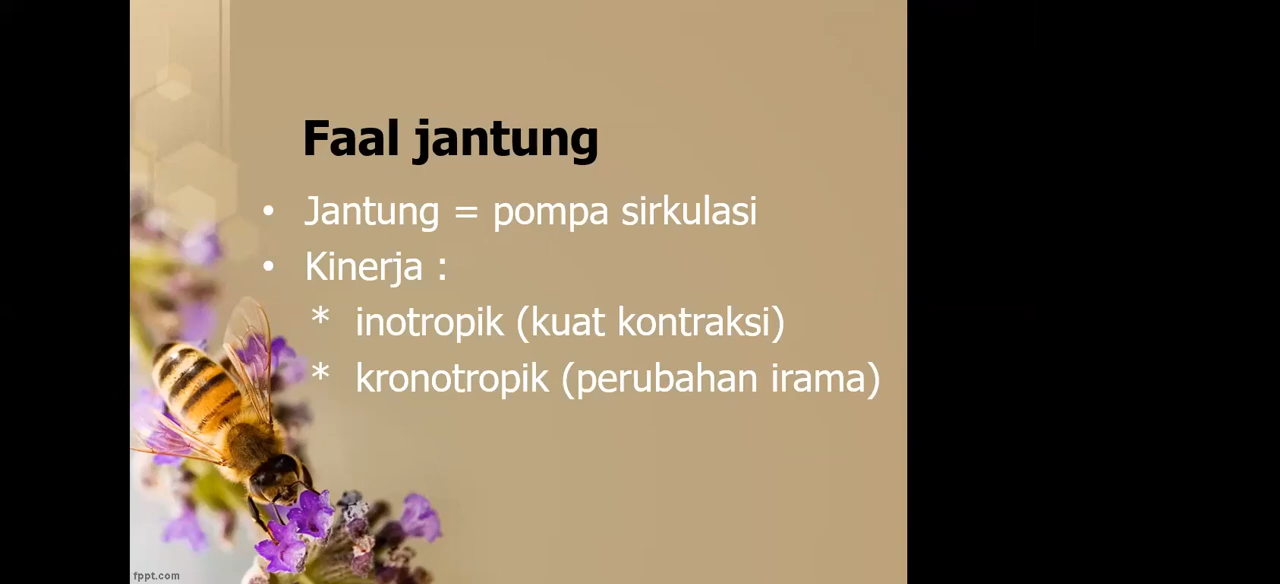 Faal jantung
• Jantung = pompa sirkulasi
• Kinerja :
* inotropik (kuat kontraksi)
* kronotropik (perubahan irama)
fppt.com